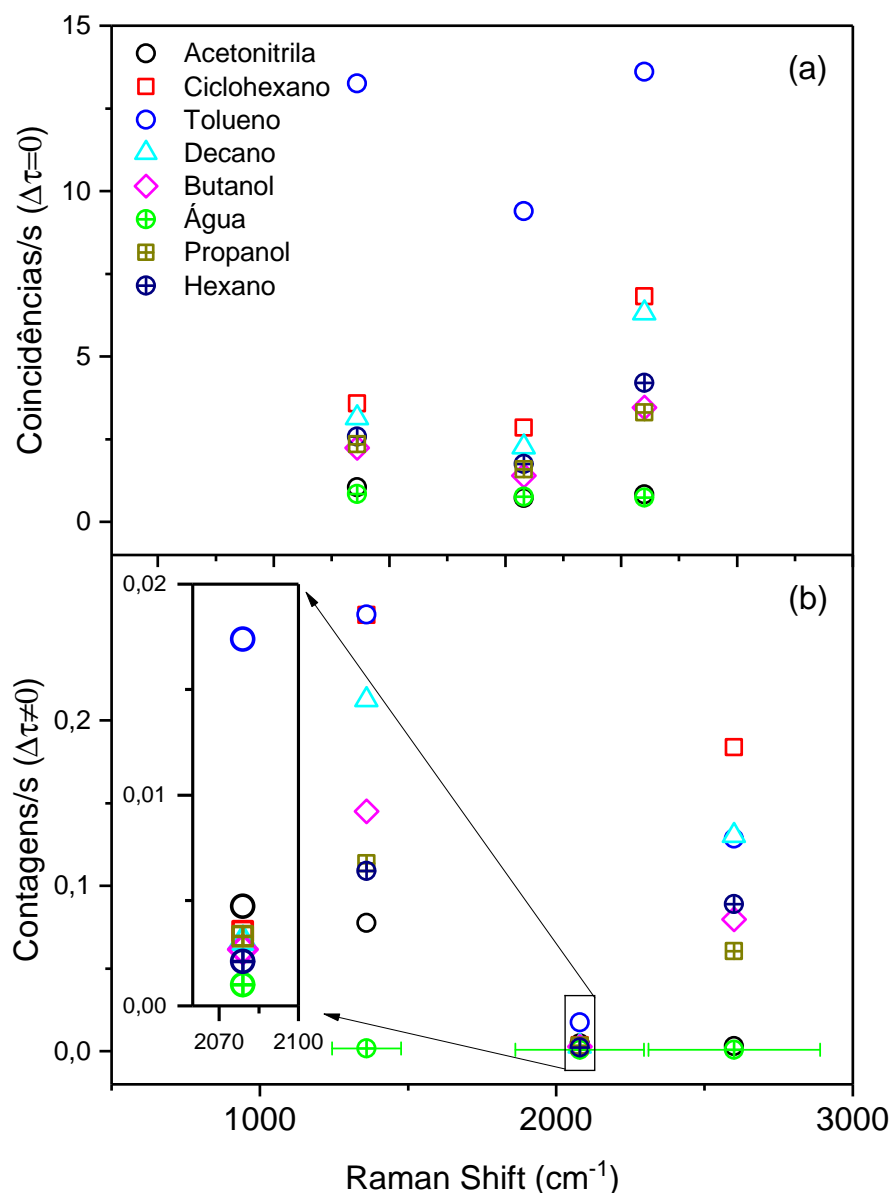 15
10
5
0
Coincidências/s (Δτ=0)
(a)
Acetonitrila
Ciclohexano
Tolueno
Decano
Butanol
Água
Propanol
Hexano
(b)
0,02
0,01
0,00
2070
2100
0,2
0,1
0,0
Contagens/s (Δτ≠0)
1000
2000
3000
Raman Shift (cm⁻¹)